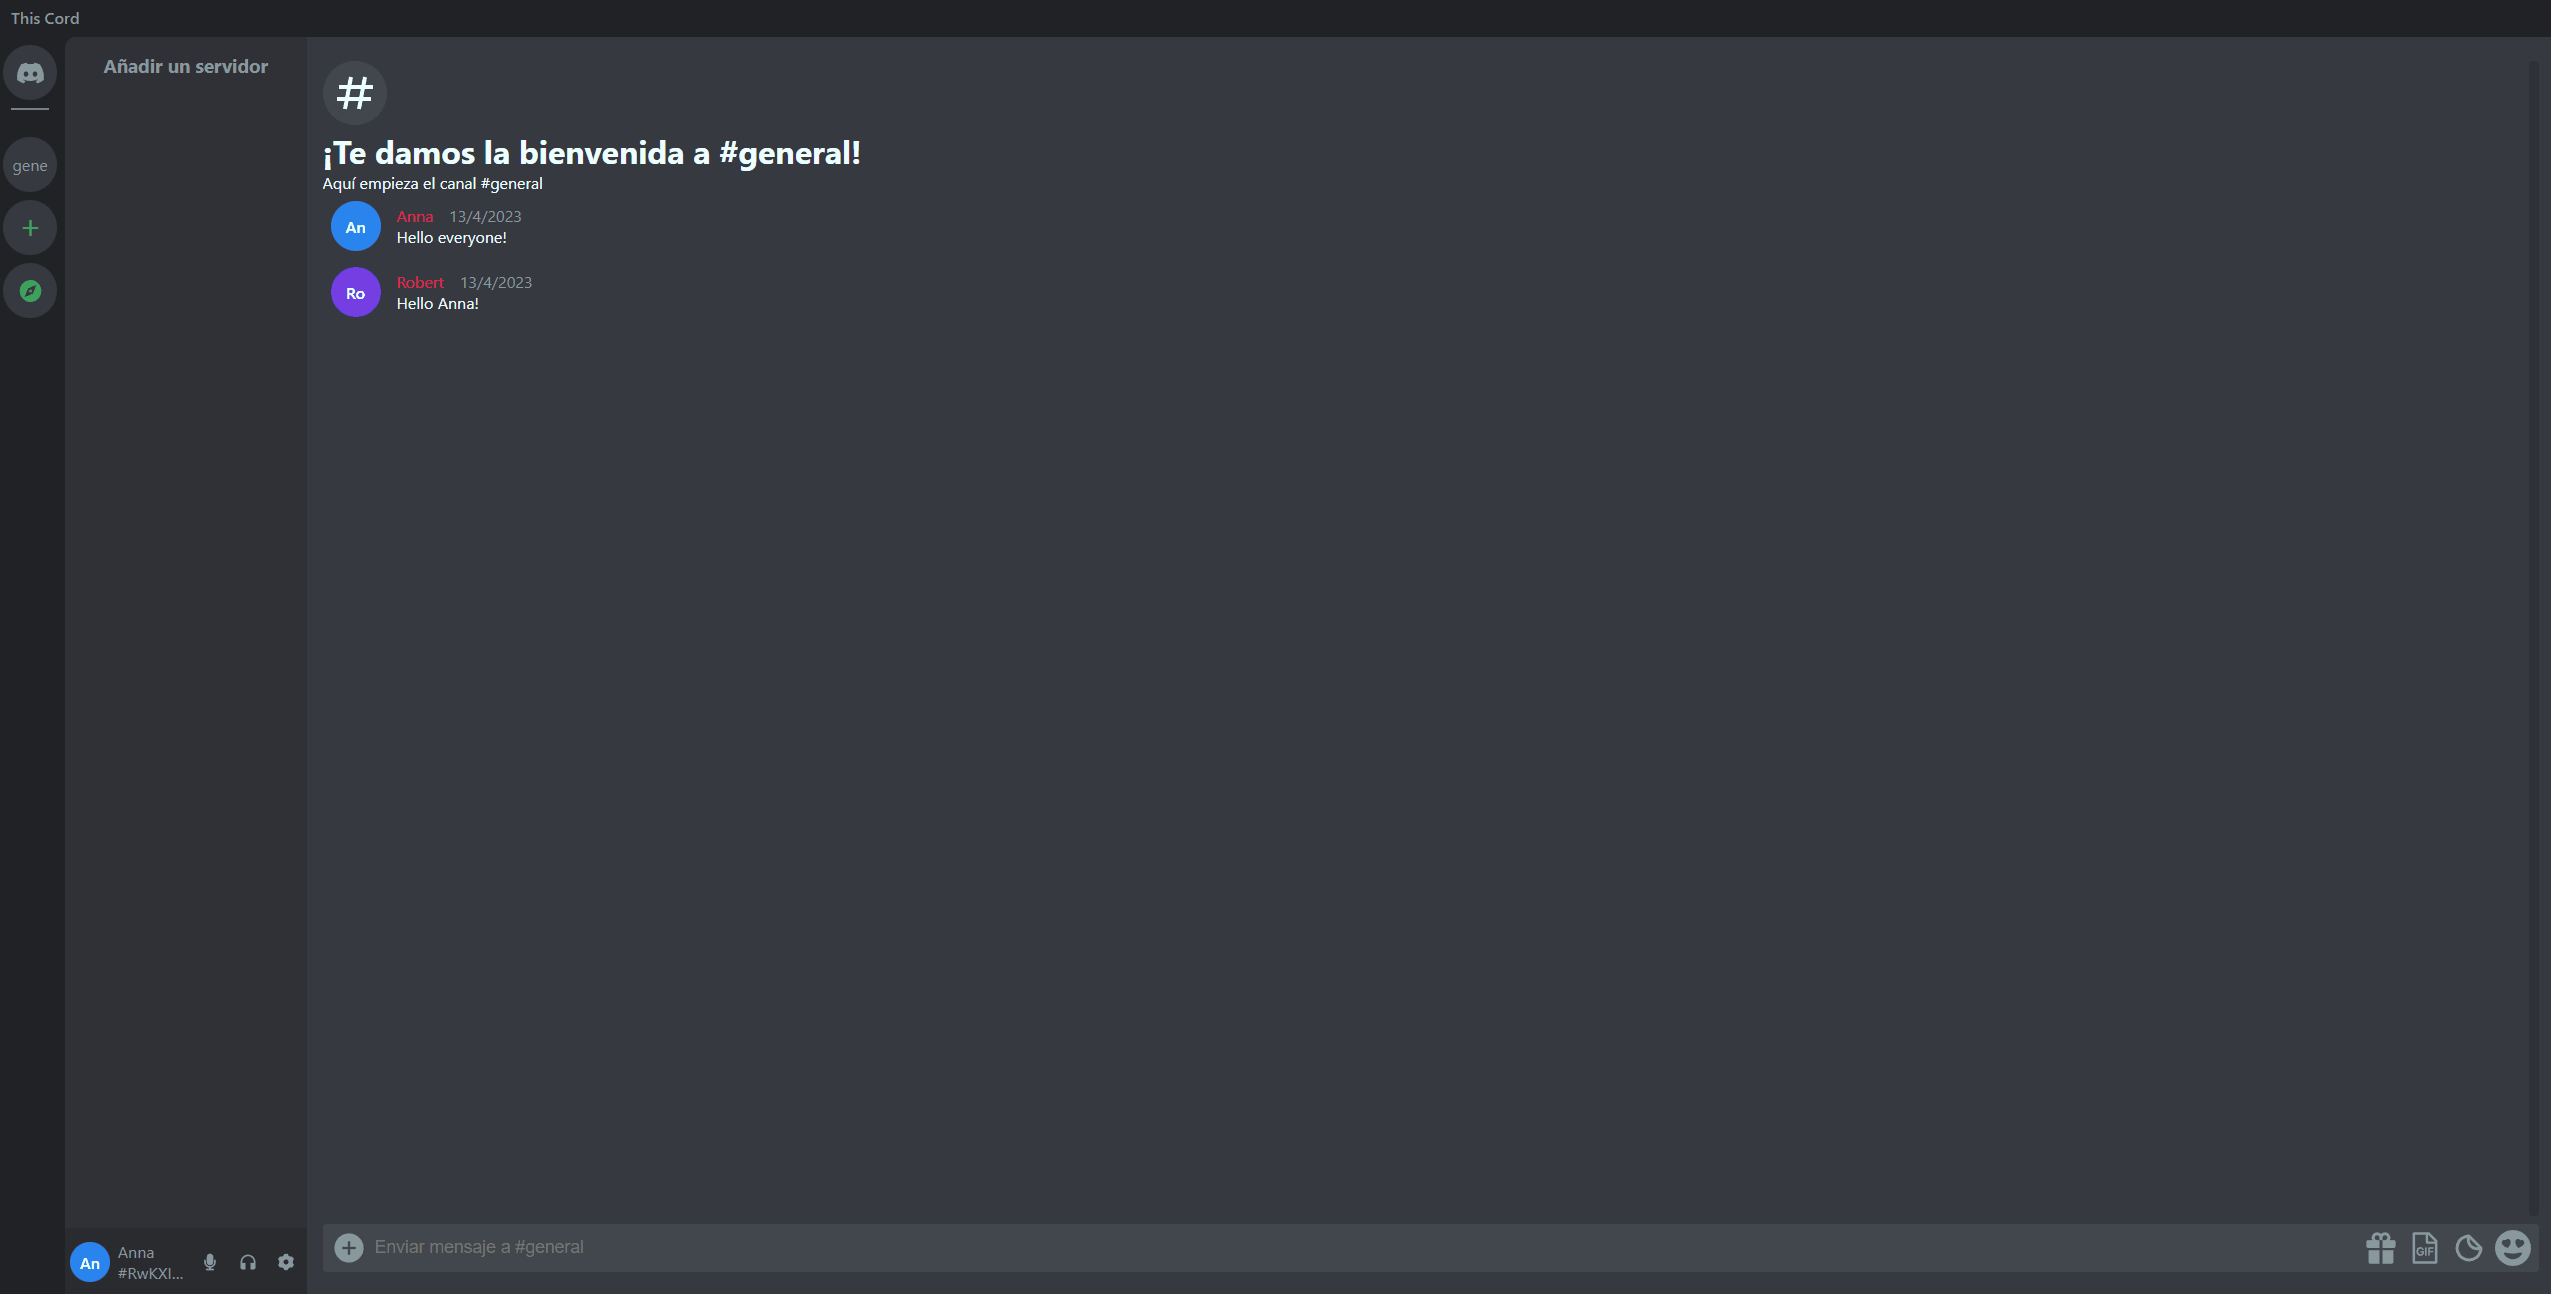 This Cord
Añadir un servidor
gene
¡Te damos la bienvenida a #general!
Aquí empieza el canal #general
An
Anna 13/4/2023
Hello everyone!
Ro
Robert 13/4/2023
Hello Anna!
An
Anna
#RwKXI...
Enviar mensaje a #general
GIF